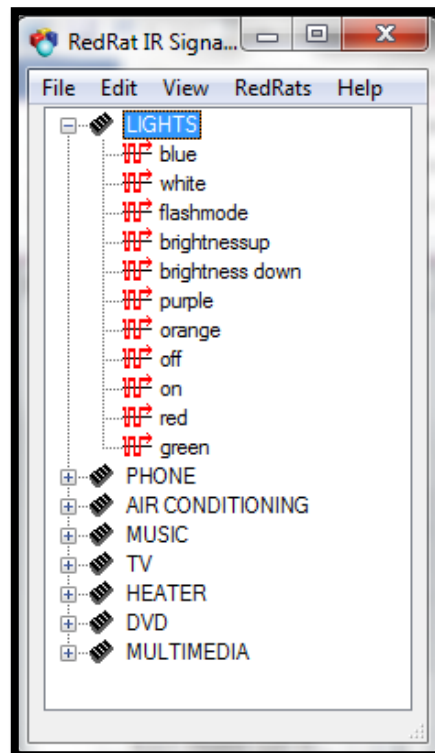 RedRat IR Signa...
File Edit View RedRats Help
LIGHTS
blue
white
flashmode
brightnessup
brightness down
purple
orange
off
on
red
green
PHONE
AIR CONDITIONING
MUSIC
TV
HEATER
DVD
MULTIMEDIA